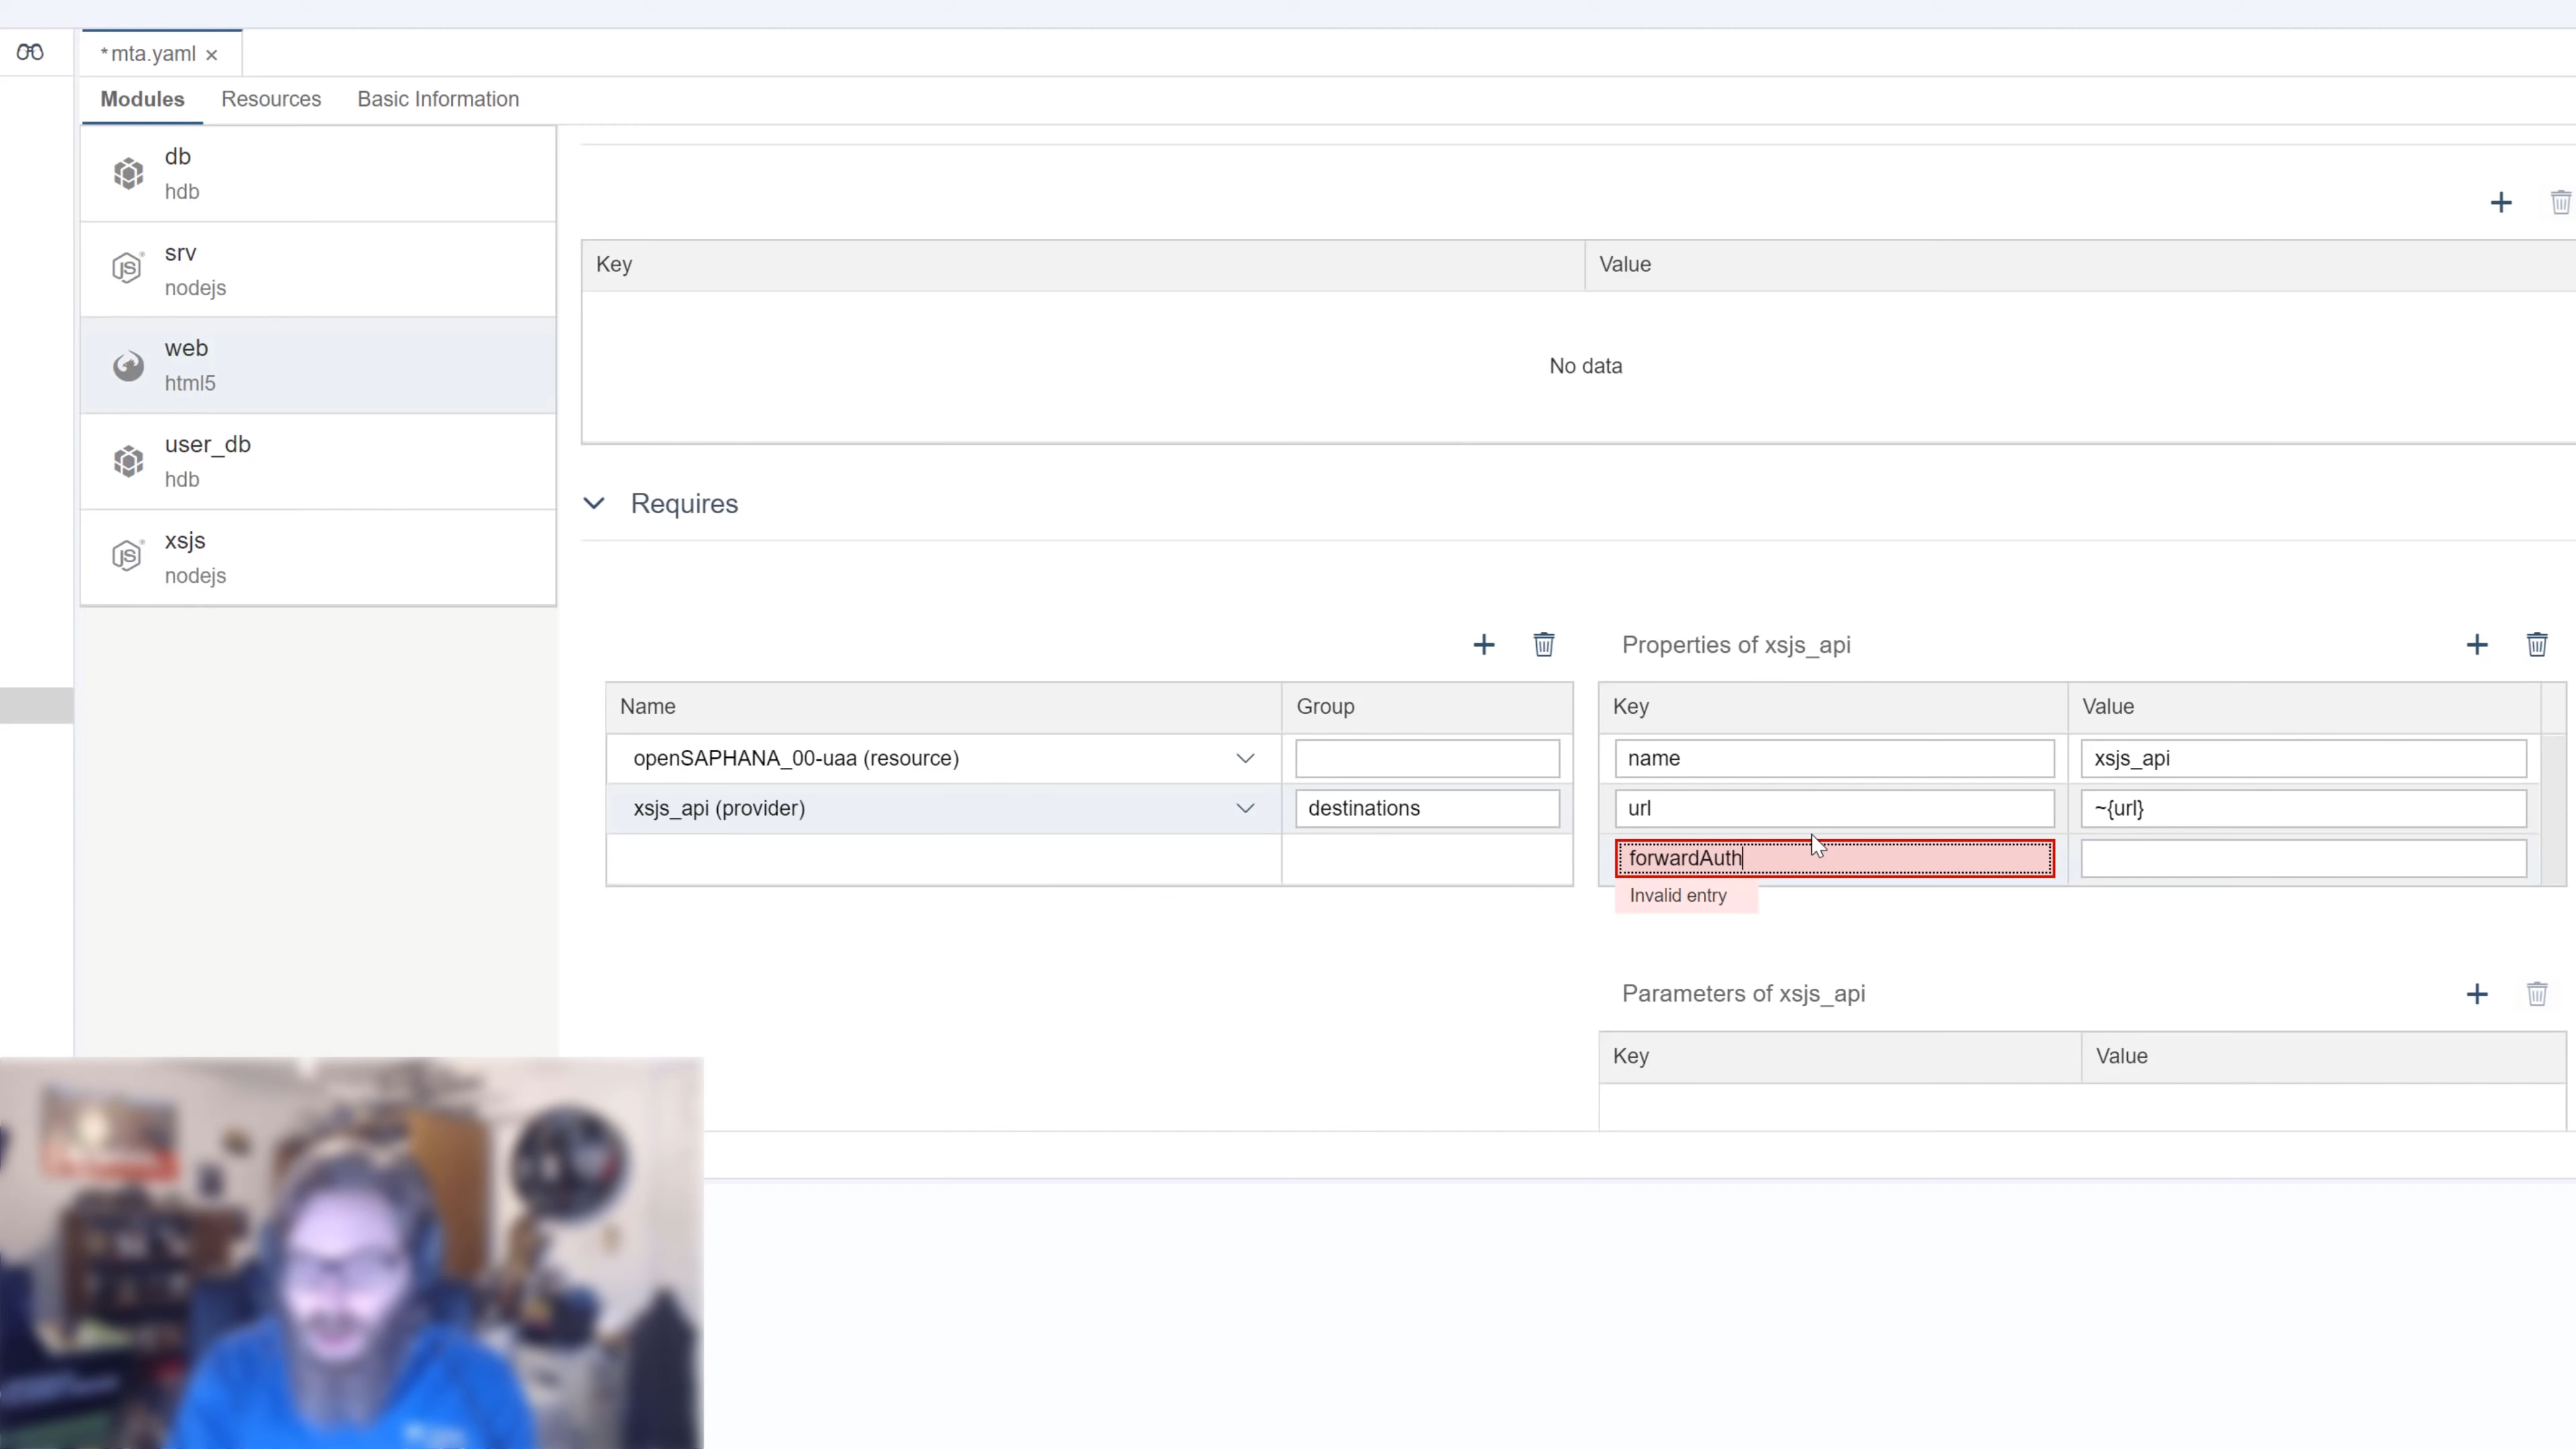 *mta.yaml ×
Modules Resources Basic Information
db
hdb
srv
nodejs
web
html5
user_db
hdb
xsjs
nodejs
Key Value
No data
Requires
Name Group
openSAPHANA_00-uaa (resource)
xsjs_api (provider) destinations
Properties of xsjs_api
Key Value
name xsjs_api
url ~{url}
forwardAuth
Invalid entry
Parameters of xsjs_api
Key Value